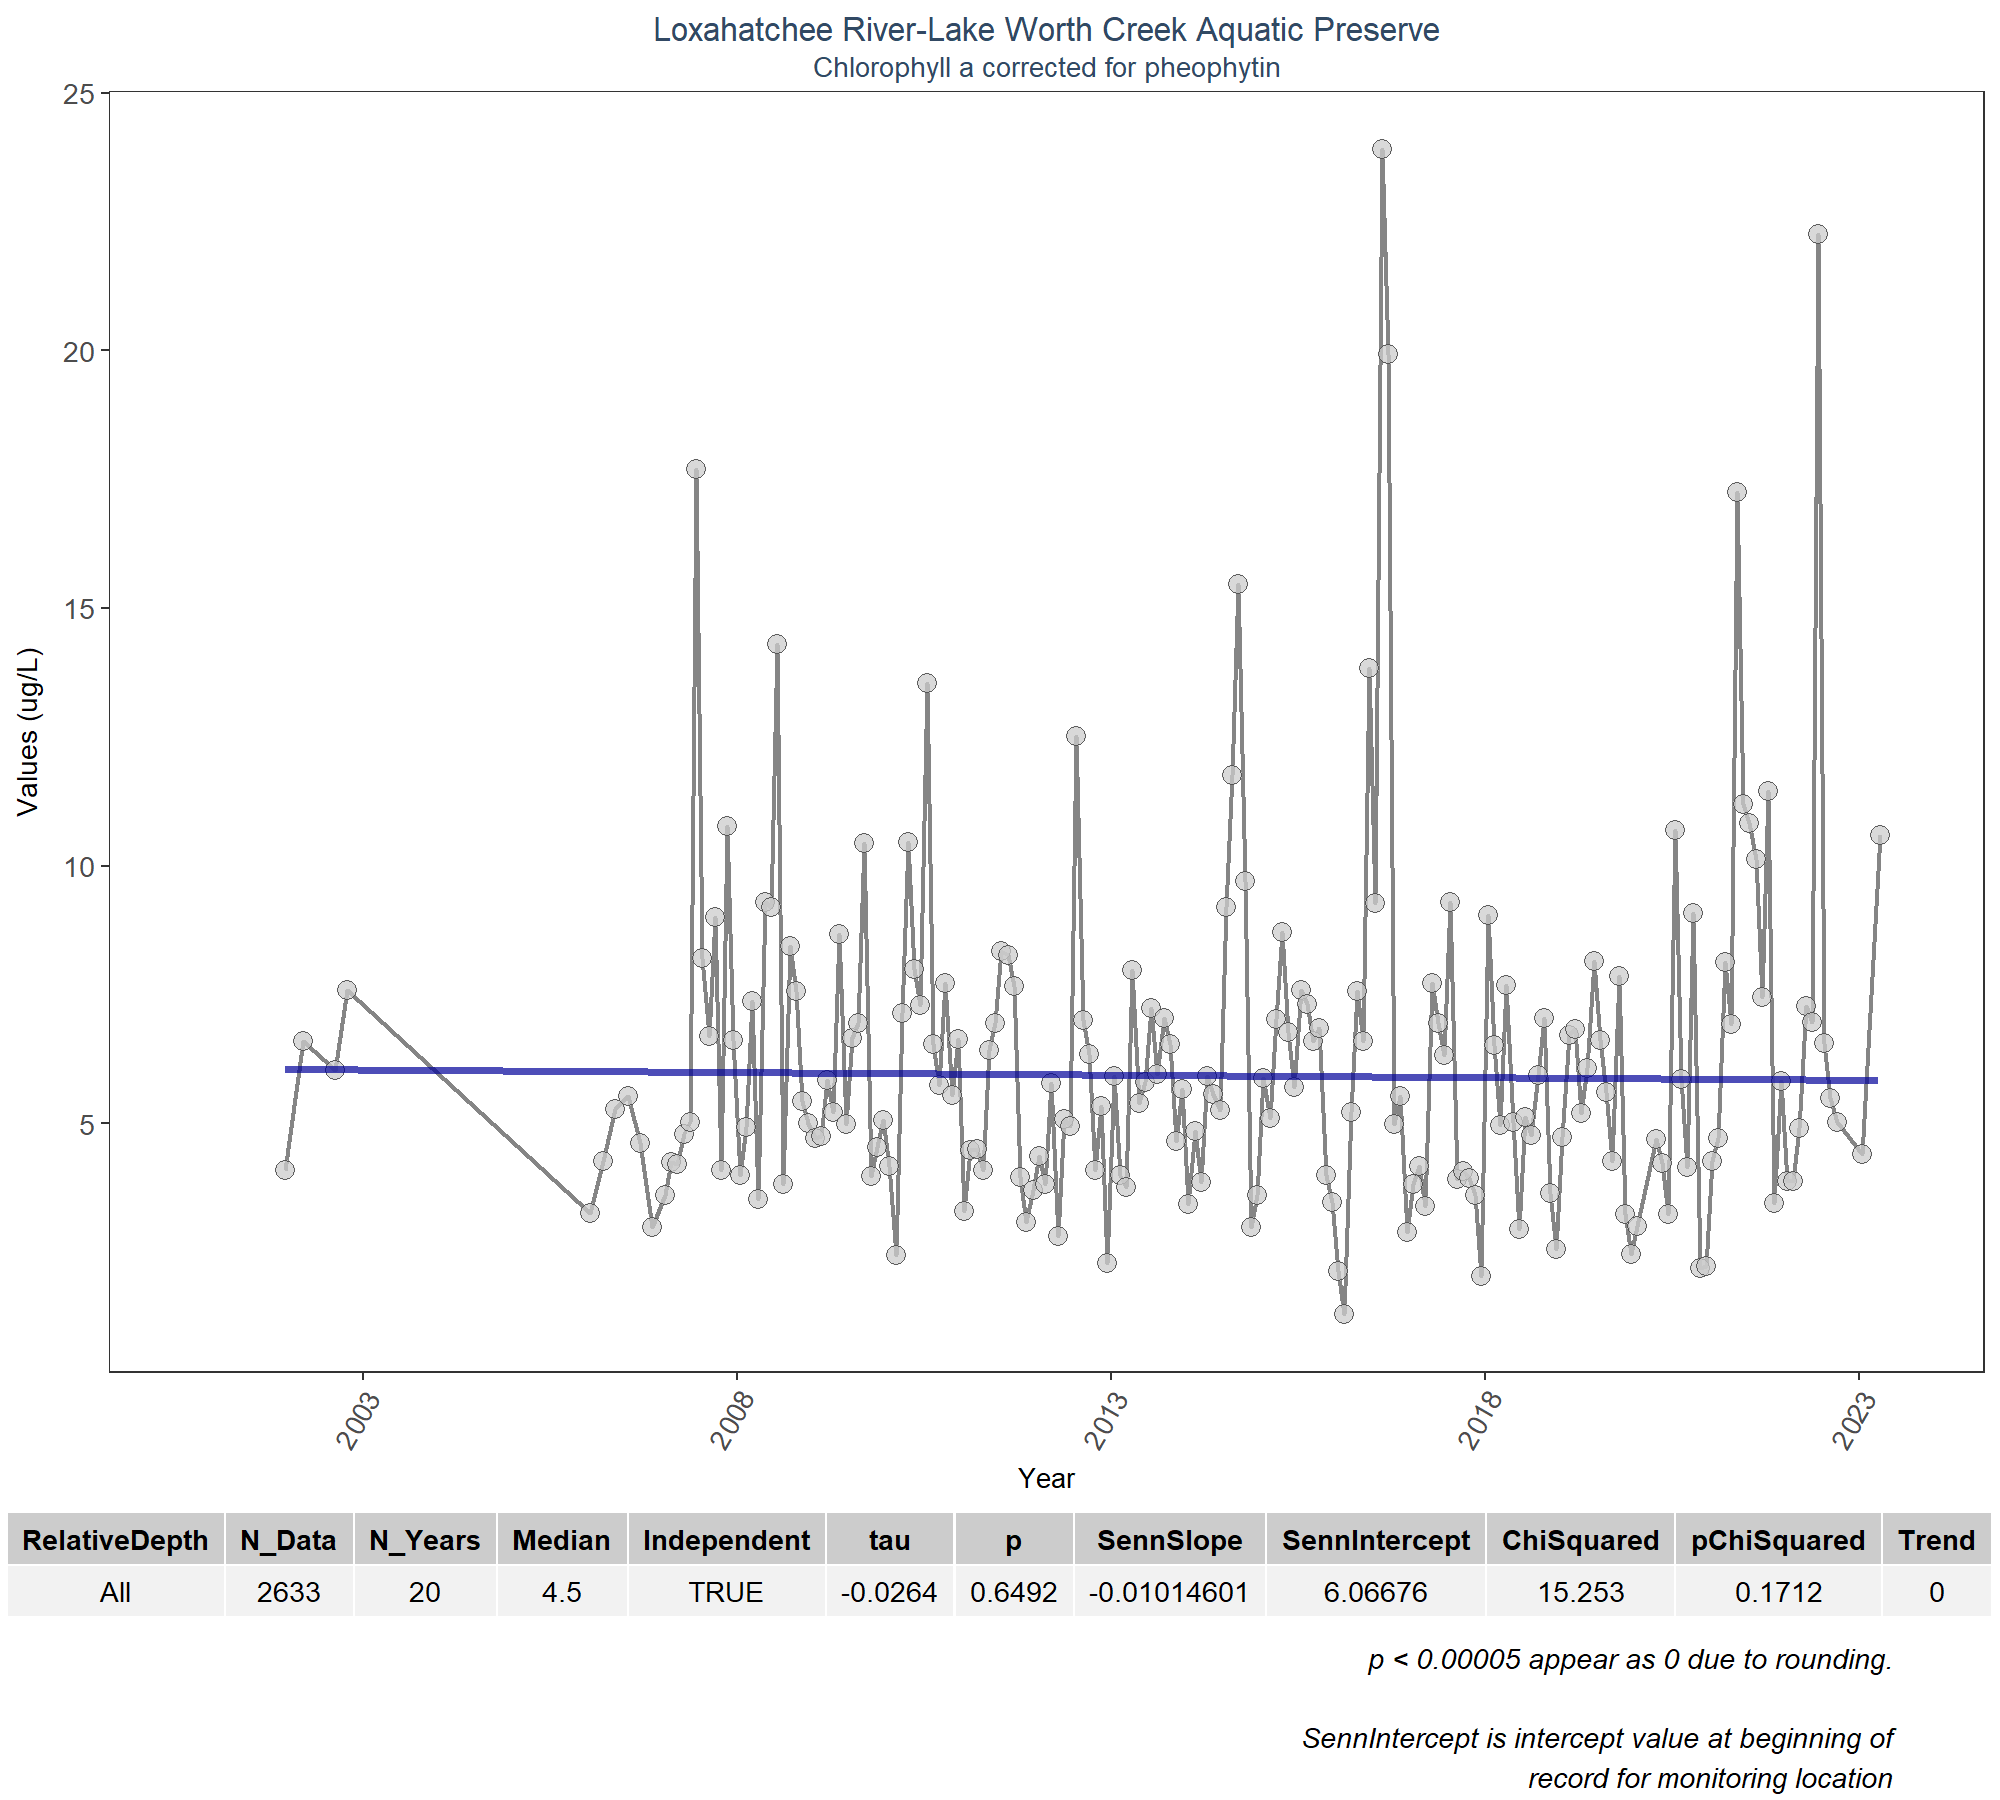 Loxahatchee River-Lake Worth Creek Aquatic Preserve
Chlorophyll a corrected for pheophytin
25
20
15
10
5
Values (ug/L)
2003 2008 2013 2018 2023
Year
RelativeDepth N_Data N_Years Median Independent tau p SennSlope SennIntercept ChiSquared pChiSquared Trend
All 2633 20 4.5 TRUE -0.0264 0.6492 -0.01014601 6.06676 15.253 0.1712 0
p < 0.00005 appear as 0 due to rounding.
SennIntercept is intercept value at beginning of
record for monitoring location